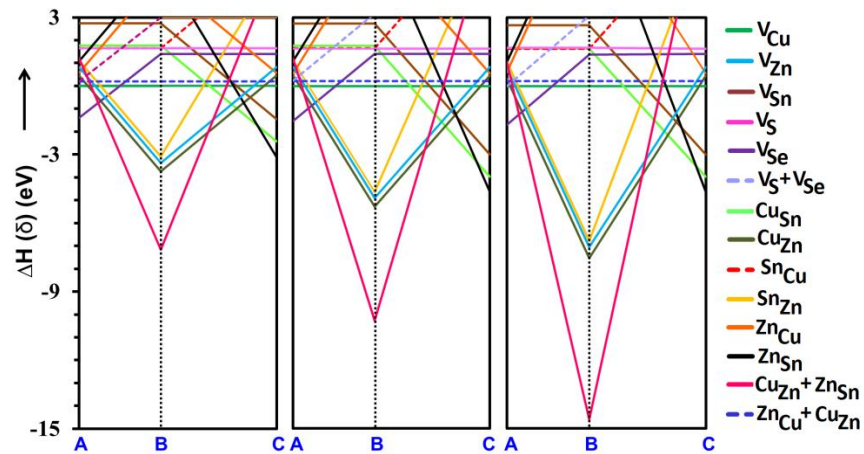 ΔH (δ) (eV)
3
-3
-9
-15
A B C A B C A B C
V_Cu
V_Zn
V_Sn
V_S
V_Se
V_S+V_Se
Cu_Sn
Cu_Zn
Sn_Cu
Sn_Zn
Zn_Cu
Zn_Sn
Cu_Zn+Zn_Sn
Zn_Cu+Cu_Zn